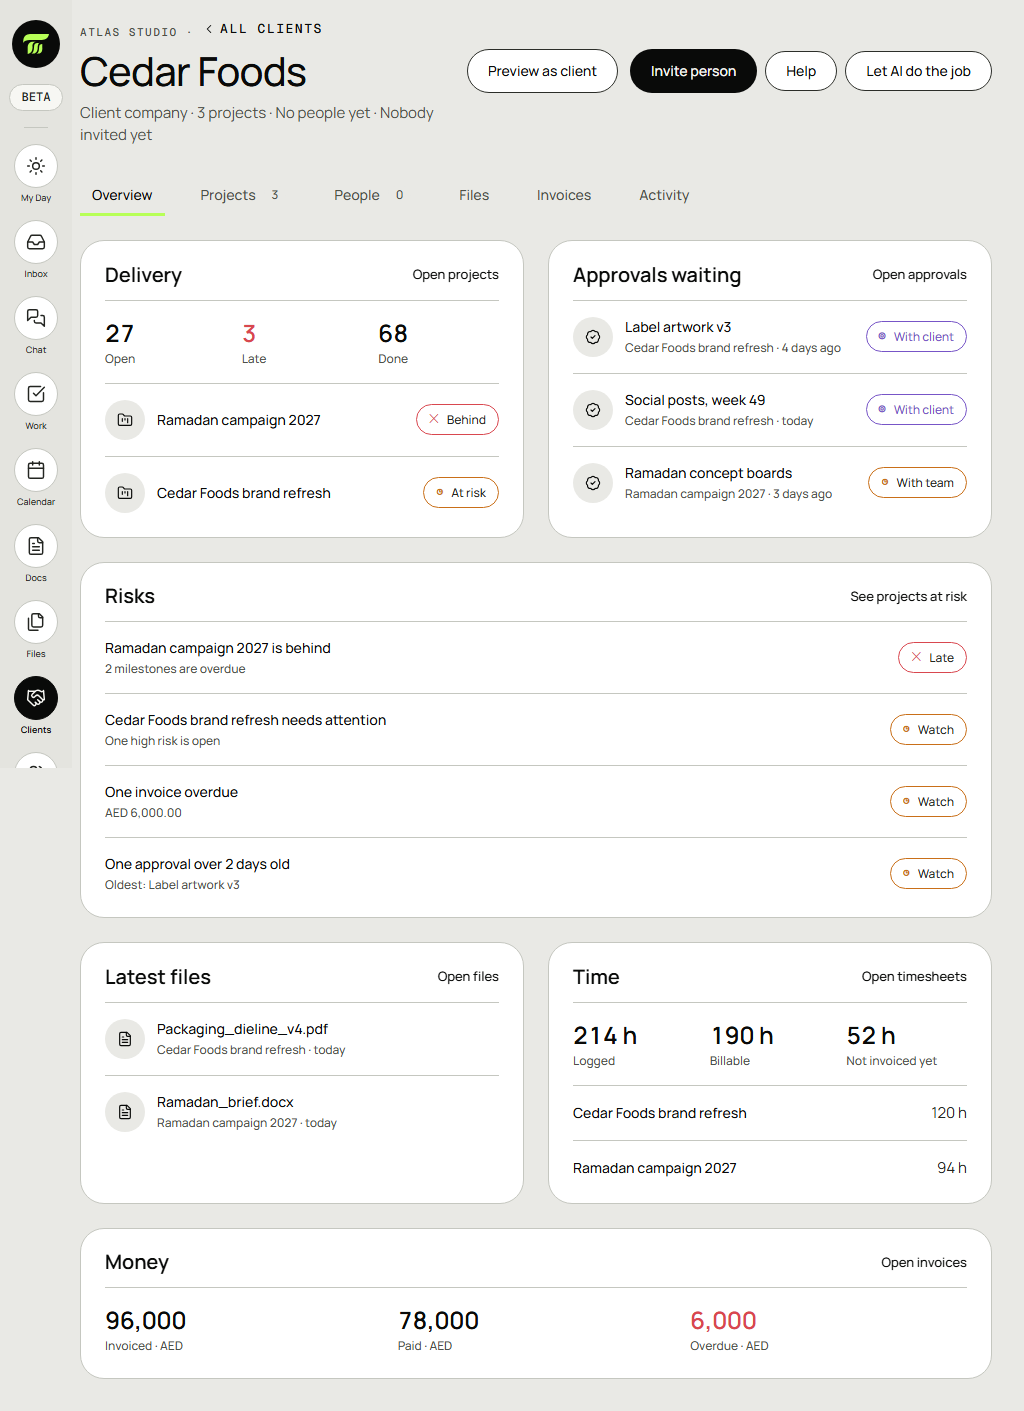 ATLAS STUDIO · ALL CLIENTS
Cedar Foods
Preview as client
Invite person
Help
Let AI do the job
Client company · 3 projects · No people yet · Nobody
invited yet
BETA
My Day
Inbox
Chat
Work
Calendar
Docs
Files
Clients
Overview
Projects 3
People 0
Files
Invoices
Activity
Delivery
Open projects
27
Open
3
Late
68
Done
Ramadan campaign 2027
Behind
Cedar Foods brand refresh
At risk
Approvals waiting
Open approvals
Label artwork v3
Cedar Foods brand refresh · 4 days ago
With client
Social posts, week 49
Cedar Foods brand refresh · today
With client
Ramadan concept boards
Ramadan campaign 2027 · 3 days ago
With team
Risks
See projects at risk
Ramadan campaign 2027 is behind
2 milestones are overdue
Late
Cedar Foods brand refresh needs attention
One high risk is open
Watch
One invoice overdue
AED 6,000.00
Watch
One approval over 2 days old
Oldest: Label artwork v3
Watch
Latest files
Open files
Packaging_dieline_v4.pdf
Cedar Foods brand refresh · today
Ramadan_brief.docx
Ramadan campaign 2027 · today
Time
Open timesheets
214 h
Logged
190 h
Billable
52 h
Not invoiced yet
Cedar Foods brand refresh
120 h
Ramadan campaign 2027
94 h
Money
Open invoices
96,000
Invoiced · AED
78,000
Paid · AED
6,000
Overdue · AED